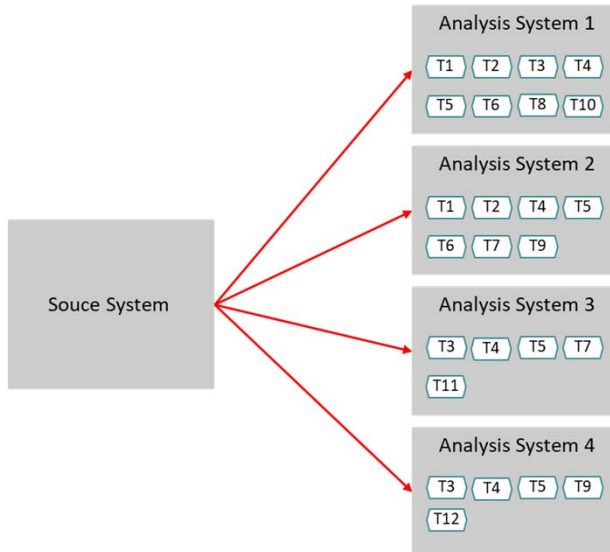 Analysis System 1
T1 T2 T3 T4
T5 T6 T8 T10
Analysis System 2
T1 T2 T4 T5
T6 T7 T9
Souce System
Analysis System 3
T3 T4 T5 T7
T11
Analysis System 4
T3 T4 T5 T9
T12